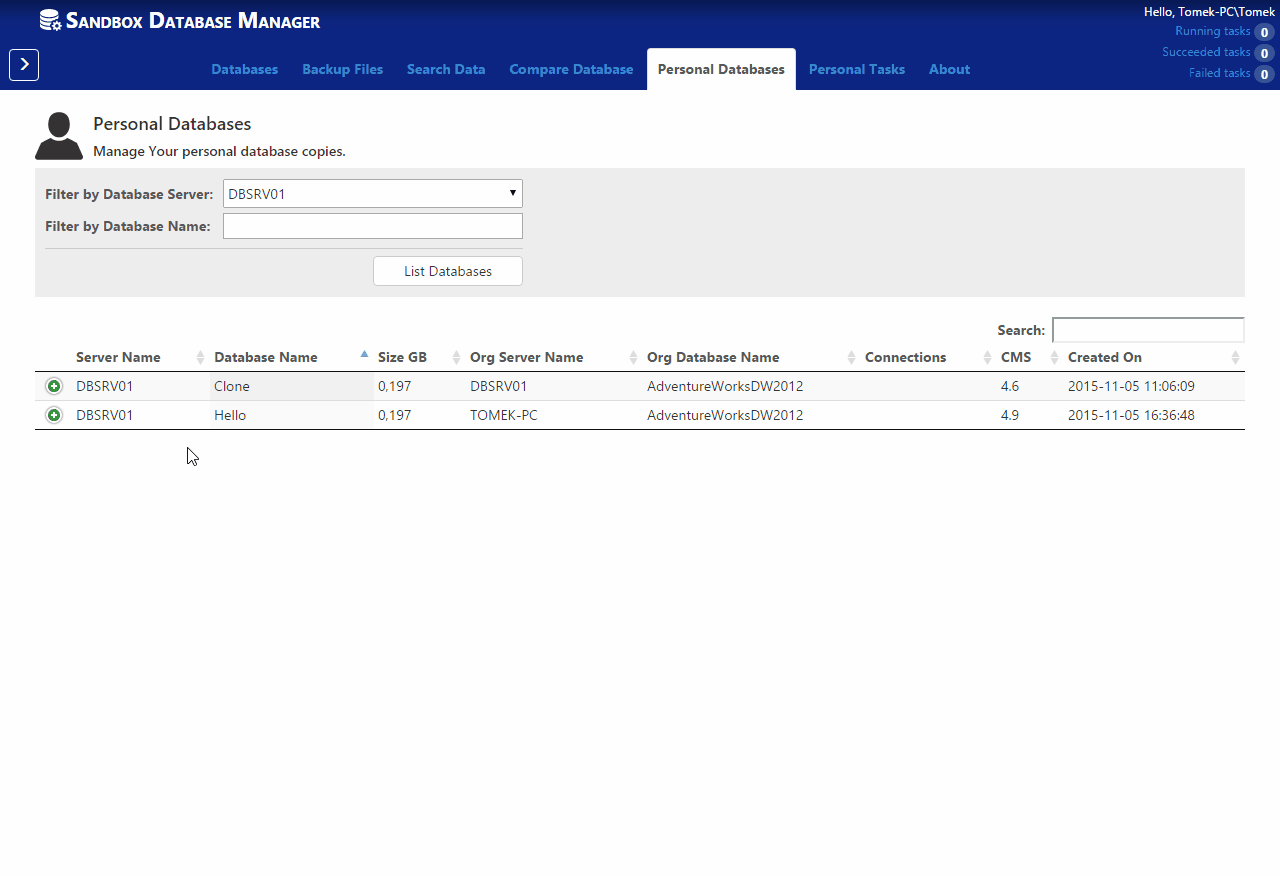 SANDBOX DATABASE MANAGER
Hello, Tomek-PC\Tomek
Running tasks 0
Succeeded tasks 0
Failed tasks 0
Databases Backup Files Search Data Compare Database Personal Databases Personal Tasks About
Personal Databases
Manage Your personal database copies.
Filter by Database Server: DBSRV01
Filter by Database Name:
List Databases
Search:
Server Name Database Name Size GB Org Server Name Org Database Name Connections CMS Created On
DBSRV01 Clone 0,197 DBSRV01 AdventureWorksDW2012 4.6 2015-11-05 11:06:09
DBSRV01 Hello 0,197 TOMEK-PC AdventureWorksDW2012 4.9 2015-11-05 16:36:48